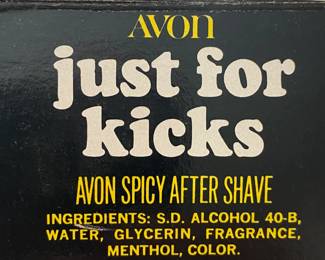 AVON
just for
kicks
AVON SPICY AFTER SHAVE
INGREDIENTS: S.D. ALCOHOL 40-B,
WATER, GLYCERIN, FRAGRANCE,
MENTHOL, COLOR.